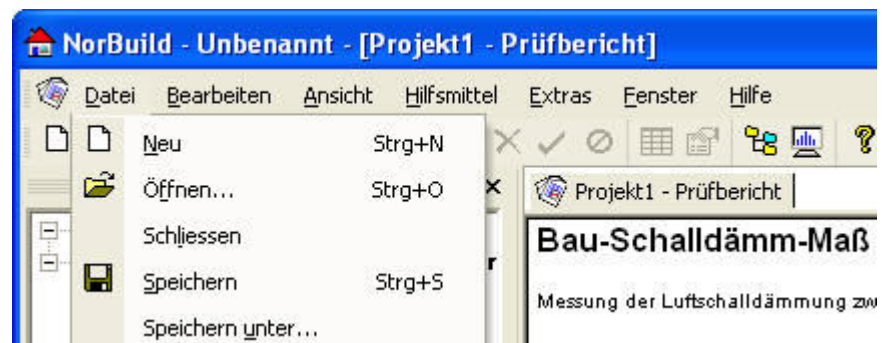 NorBuild - Unbenannt - [Projekt1 - Prüfbericht]
Datei Bearbeiten Ansicht Hilfsmittel Extras Fenster Hilfe
Neu Strg+N
Öffnen... Strg+O
Schliessen
Speichern Strg+S
Speichern unter...
Projekt1 - Prüfbericht
Bau-Schalldämm-Maß
Messung der Luftschalldämmung